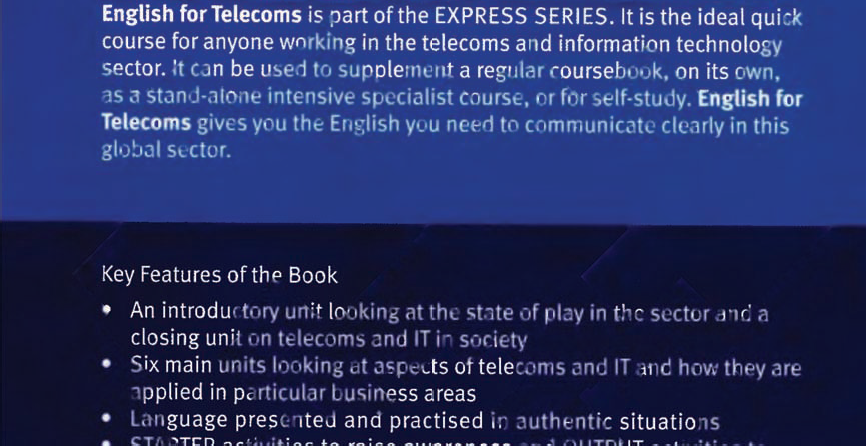 English for Telecoms is part of the EXPRESS SERIES. It is the ideal quick
course for anyone working in the telecoms and information technology
sector. It can be used to supplement a regular coursebook, on its own,
as a stand-alone intensive specialist course, or for self-study. English for
Telecoms gives you the English you need to communicate clearly in this
global sector.
Key Features of the Book
• An introductory unit looking at the state of play in the sector and a
closing unit on telecoms and IT in society
• Six main units looking at aspects of telecoms and IT and how they are
applied in particular business areas
• Language presented and practised in authentic situations
• STARTER activities to raise awareness and OUTPUT activities to